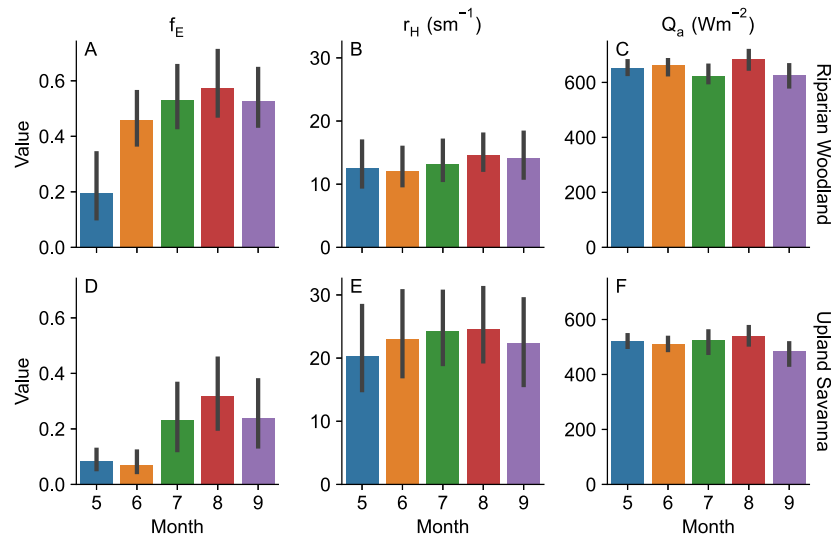 f_E
r_H (sm⁻¹)
Q_a (Wm⁻²)
A
B
C
Value
0.6
0.4
0.2
0.0
30
20
10
0
600
400
200
0
Riparian Woodland
D
E
F
Value
0.6
0.4
0.2
0.0
30
20
10
0
600
400
200
0
Upland Savanna
5 6 7 8 9
5 6 7 8 9
5 6 7 8 9
Month
Month
Month